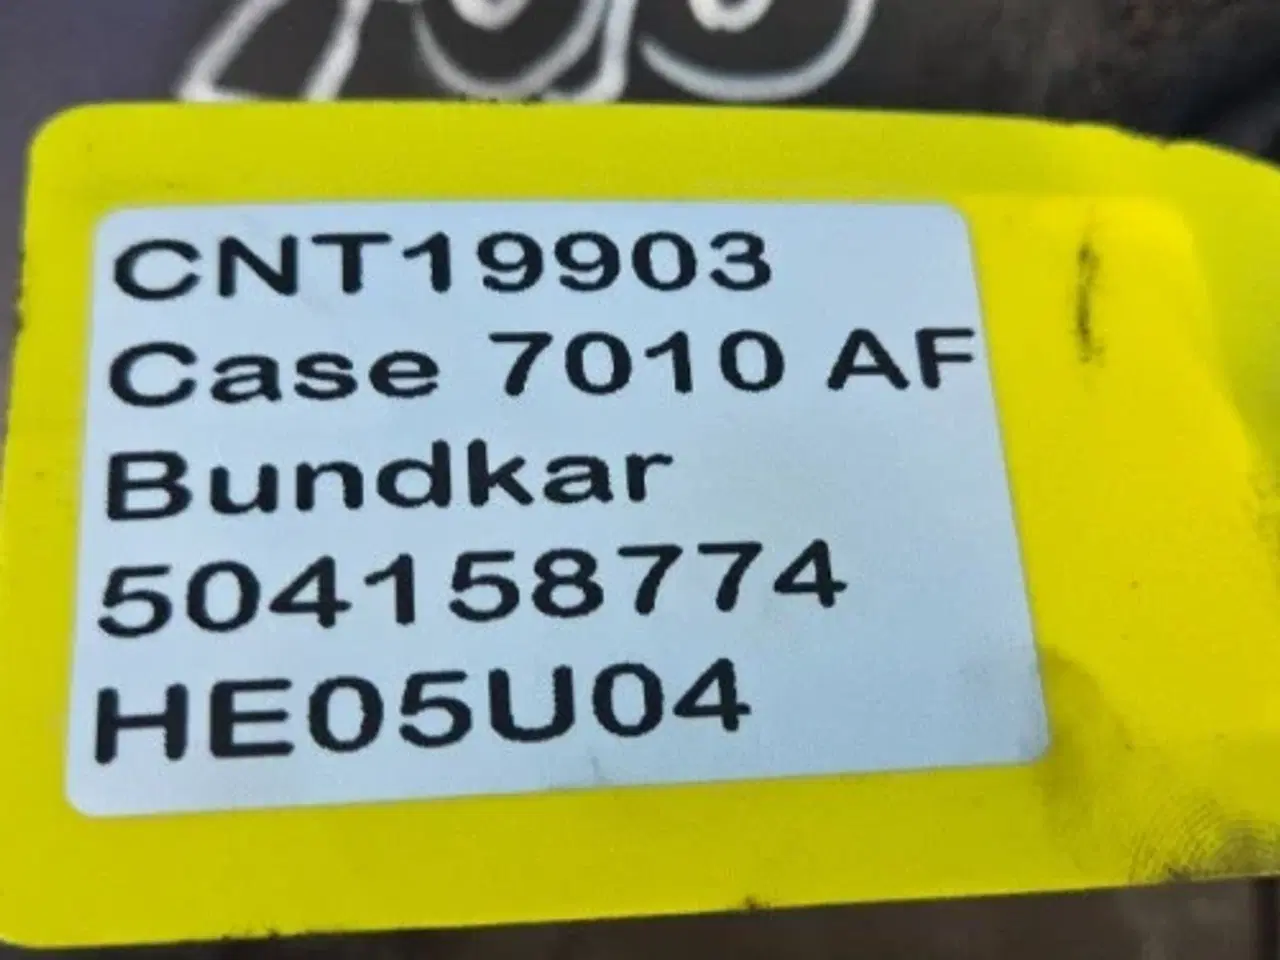 CNT19903
Case 7010 AF
Bundkar
504158774
HE05U04